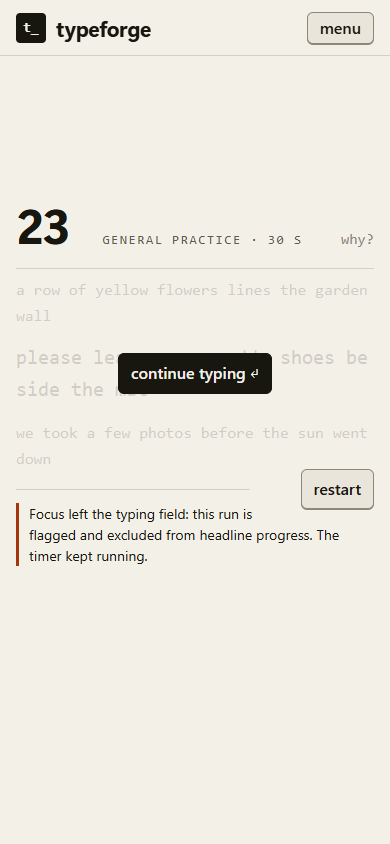 t_ typeforge menu
23 GENERAL PRACTICE · 30 S why?
a row of yellow flowers lines the garden
wall
please le shoes be
side the
continue typing ↵
we took a few photos before the sun went
down
restart
Focus left the typing field: this run is
flagged and excluded from headline progress. The
timer kept running.